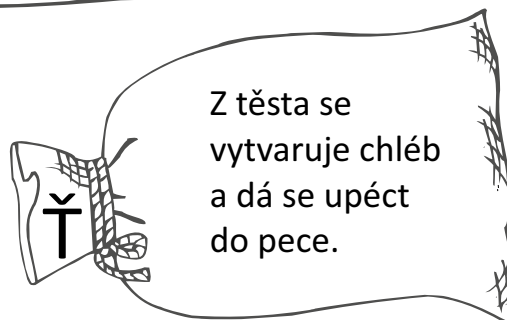 Ť
Z těsta se
vytvaruje chléb
a dá se upéct
do pece.